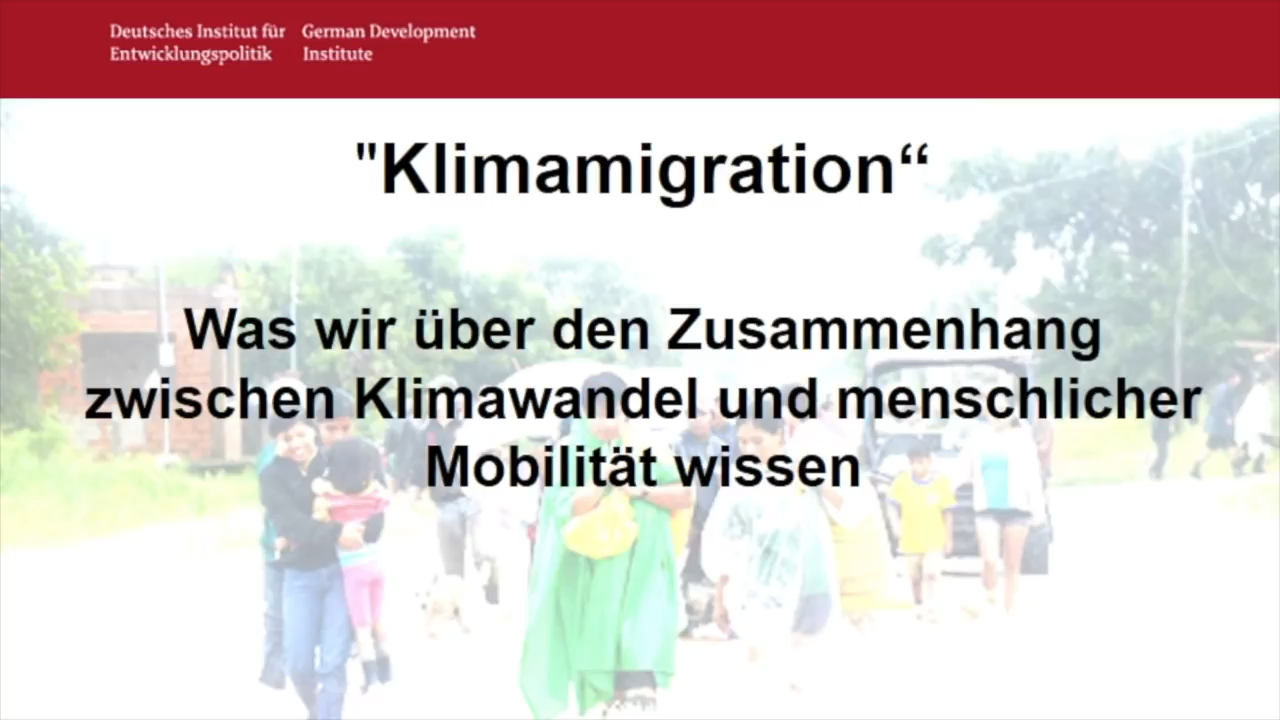 Deutsches Institut für
Entwicklungspolitik
German Development
Institute
"Klimamigration“
Was wir über den Zusammenhang
zwischen Klimawandel und menschlicher
Mobilität wissen